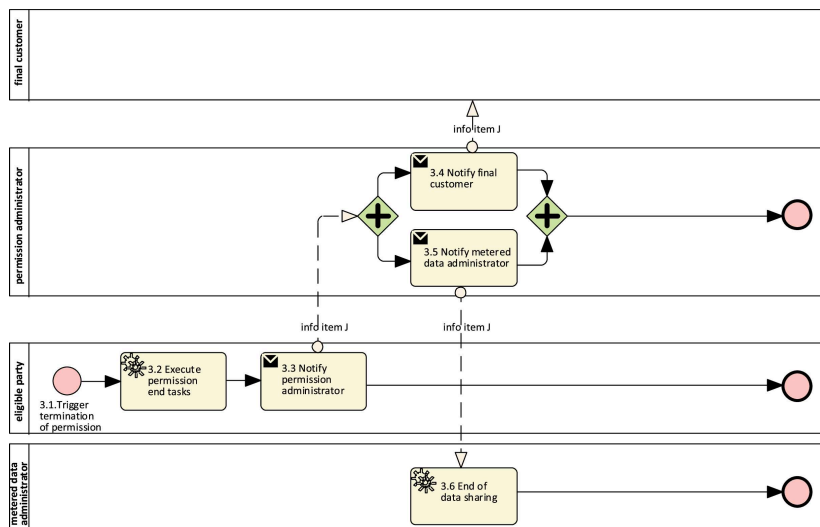 final customer
info item J
permission administrator
3.4 Notify final
customer
3.5 Notify metered
data administrator
info item J
info item J
eligible party
3.1.Trigger
termination
of permission
3.2 Execute
permission
end tasks
3.3 Notify
permission
administrator
metered data
administrator
3.6 End of
data sharing